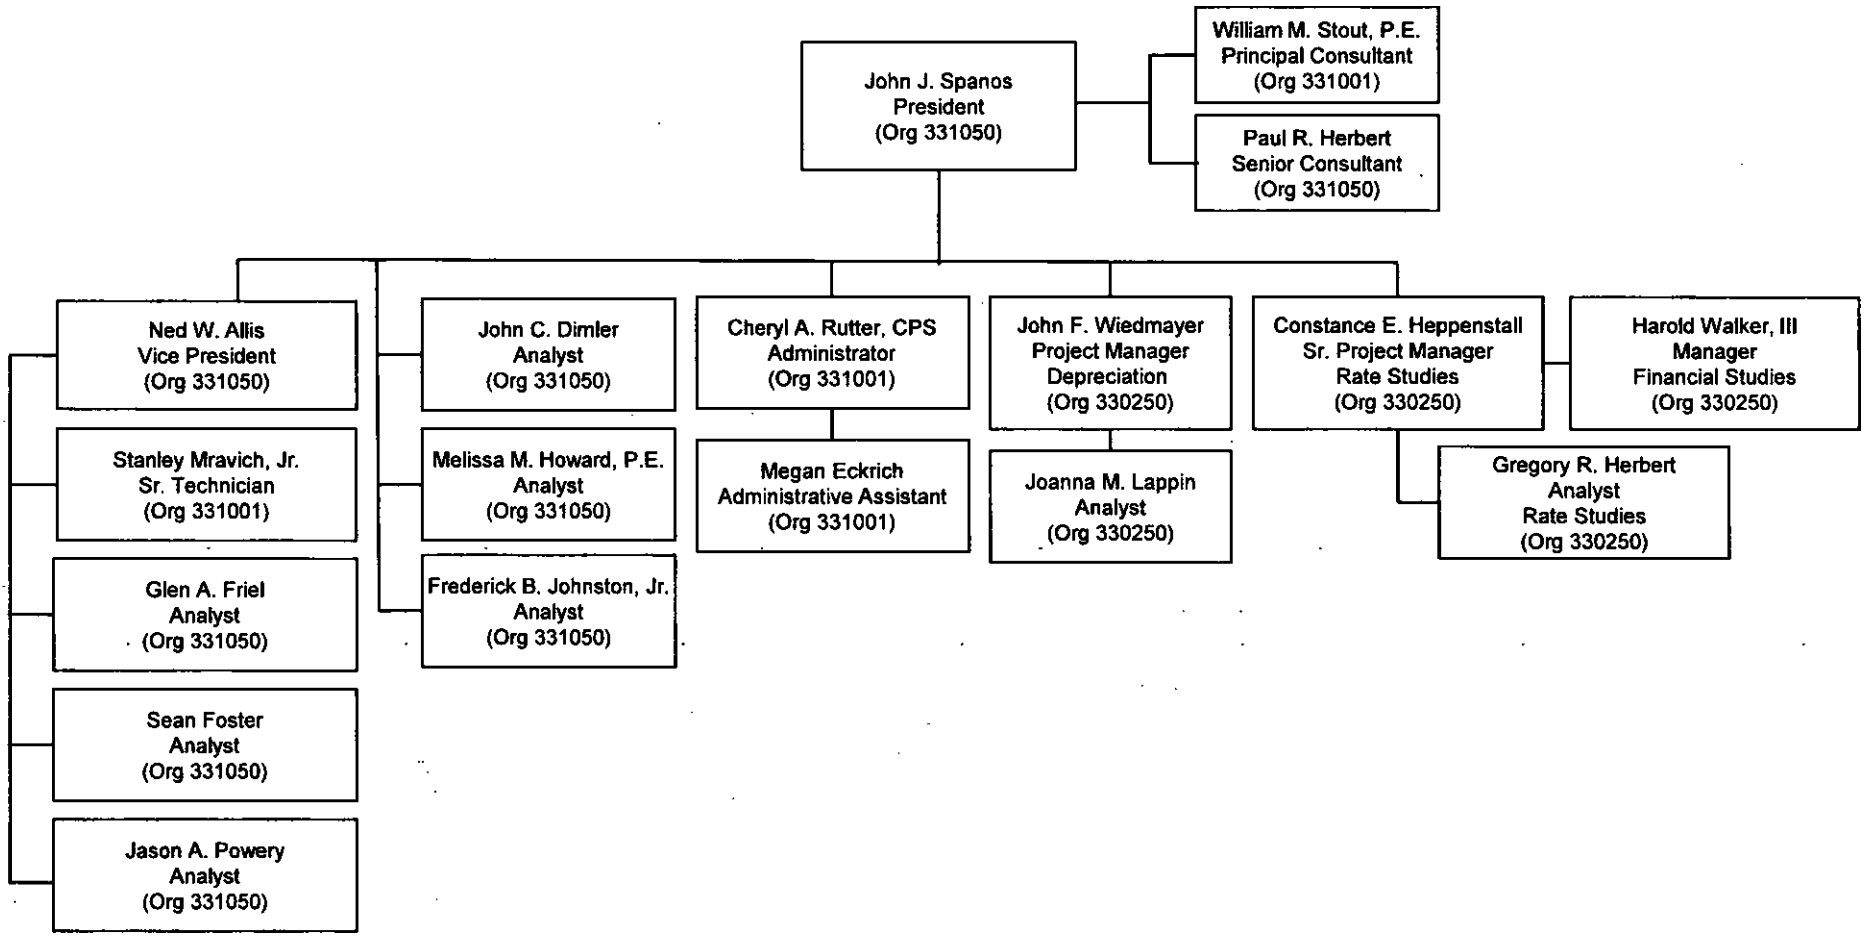 William M. Stout, P.E.
Principal Consultant
(Org 331001)
John J. Spanos
President
(Org 331050)
Paul R. Herbert
Senior Consultant
(Org 331050)
Ned W. Allis
Vice President
(Org 331050)
Stanley Mravich, Jr.
Sr. Technician
(Org 331001)
Glen A. Friel
Analyst
(Org 331050)
Sean Foster
Analyst
(Org 331050)
Jason A. Powery
Analyst
(Org 331050)
John C. Dimler
Analyst
(Org 331050)
Melissa M. Howard, P.E.
Analyst
(Org 331050)
Frederick B. Johnston, Jr.
Analyst
(Org 331050)
Cheryl A. Rutter, CPS
Administrator
(Org 331001)
Megan Eckrich
Administrative Assistant
(Org 331001)
John F. Wiedmayer
Project Manager
Depreciation
(Org 330250)
Joanna M. Lappin
Analyst
(Org 330250)
Constance E. Heppenstall
Sr. Project Manager
Rate Studies
(Org 330250)
Harold Walker, III
Manager
Financial Studies
(Org 330250)
Gregory R. Herbert
Analyst
Rate Studies
(Org 330250)